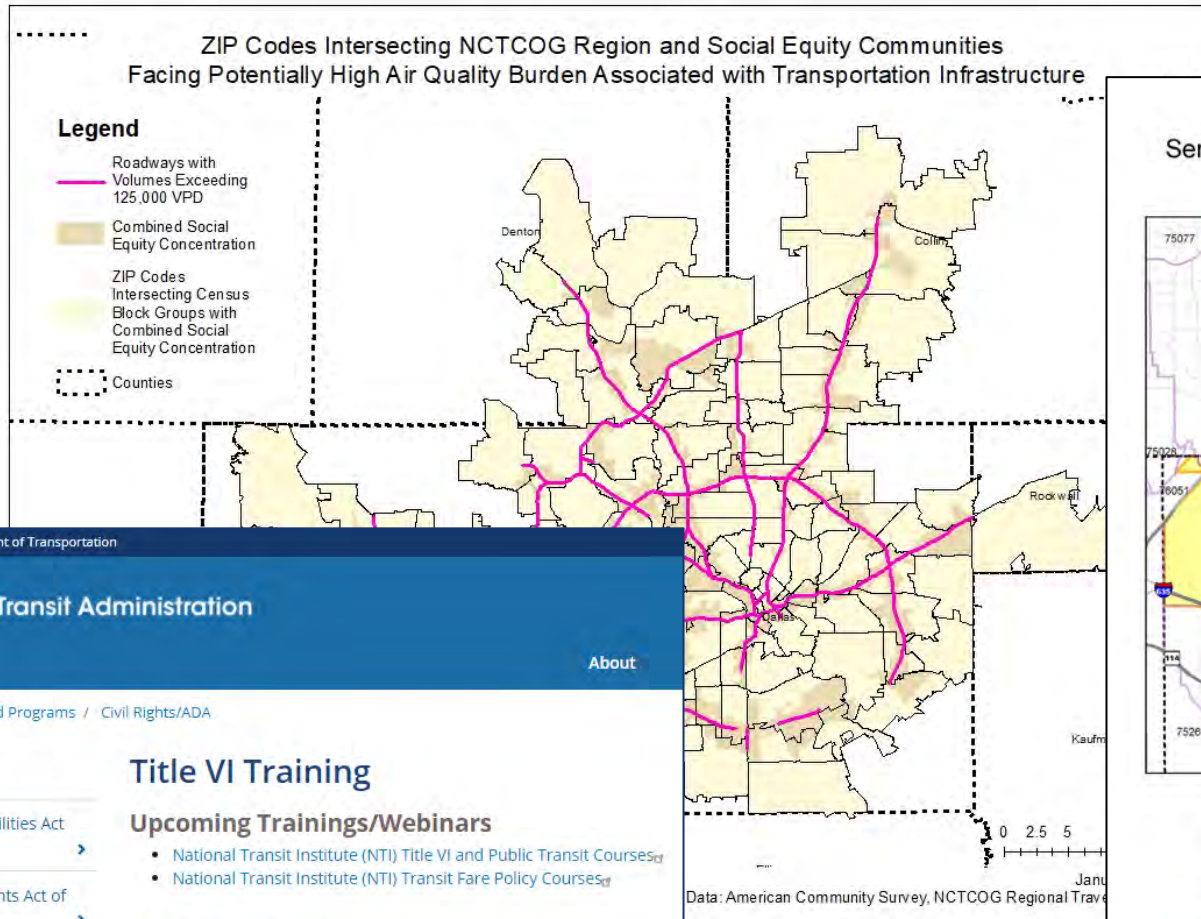 ZIP Codes Intersecting NCTCOG Region and Social Equity Communities
Facing Potentially High Air Quality Burden Associated with Transportation Infrastructure
Legend
Roadways with
Volumes Exceeding
125,000 VPD
Combined Social
Equity Concentration
ZIP Codes
Intersecting Census
Block Groups with
Combined Social
Equity Concentration
Counties
Denton
Collin
Rockwall
Dallas
Kaufm
0 2.5 5
Janu
Data: American Community Survey, NCTCOG Regional Trave
Ser
75077
75028
76051
635
114
7526
nt of Transportation
Transit Administration
About
d Programs / Civil Rights/ADA
Title VI Training
ilities Act
Upcoming Trainings/Webinars
• National Transit Institute (NTI) Title VI and Public Transit Courses
• National Transit Institute (NTI) Transit Fare Policy Courses
nts Act of